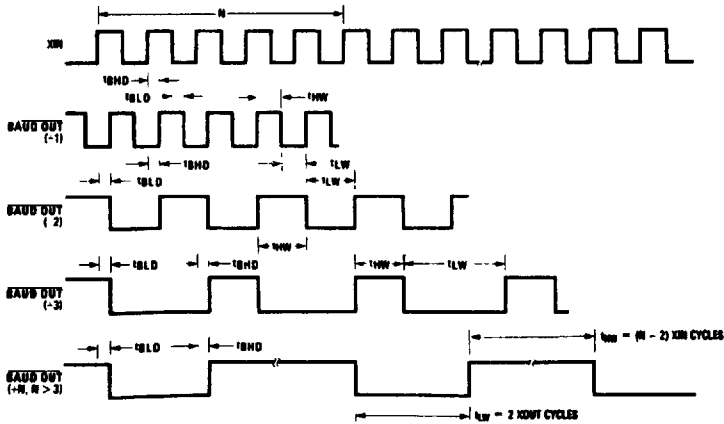 N
XIN
tBHD
tBLD
tHW
BAUD OUT
(÷1)
tBHD
tLW
tBLD
tLW
BAUD OUT
( 2)
tHW
tBLD
tBHD
tHW
tLW
BAUD OUT
(÷3)
tHW = (N - 2) XIN CYCLES
tBLD
tBHD
BAUD OUT
(÷N, N > 3)
tLW = 2 XOUT CYCLES